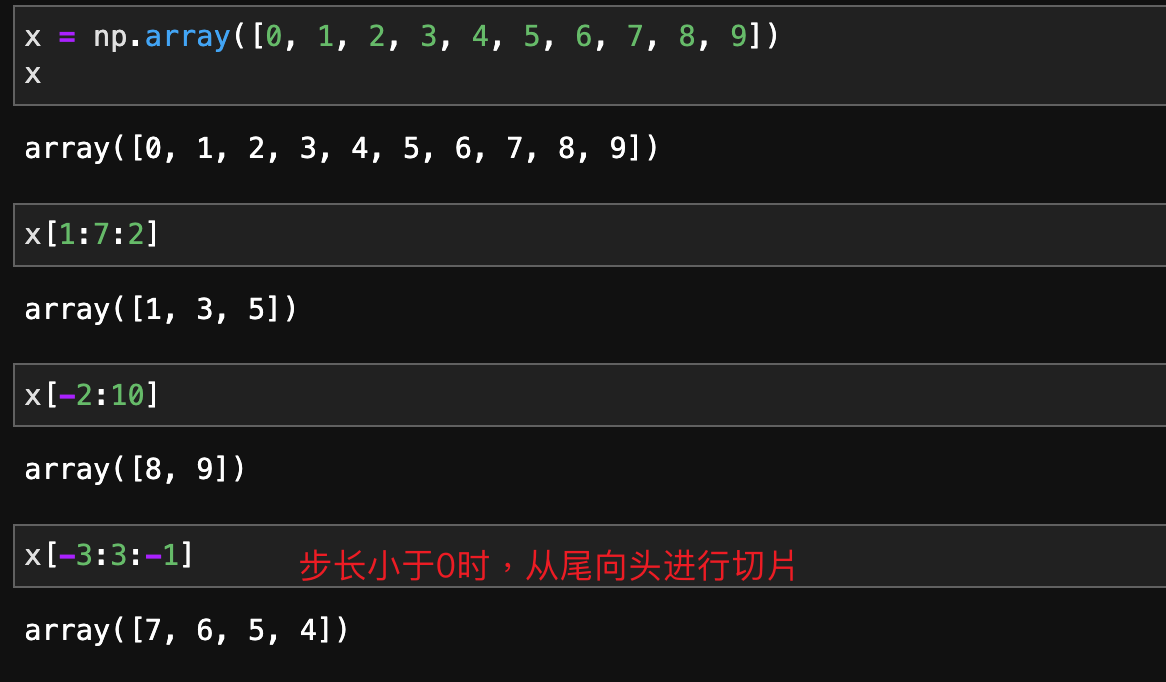 x = np.array([0, 1, 2, 3, 4, 5, 6, 7, 8, 9])
x
array([0, 1, 2, 3, 4, 5, 6, 7, 8, 9])
x[1:7:2]
array([1, 3, 5])
x[-2:10]
array([8, 9])
x[-3:3:-1] 步长小于0时，从尾向头进行切片
array([7, 6, 5, 4])